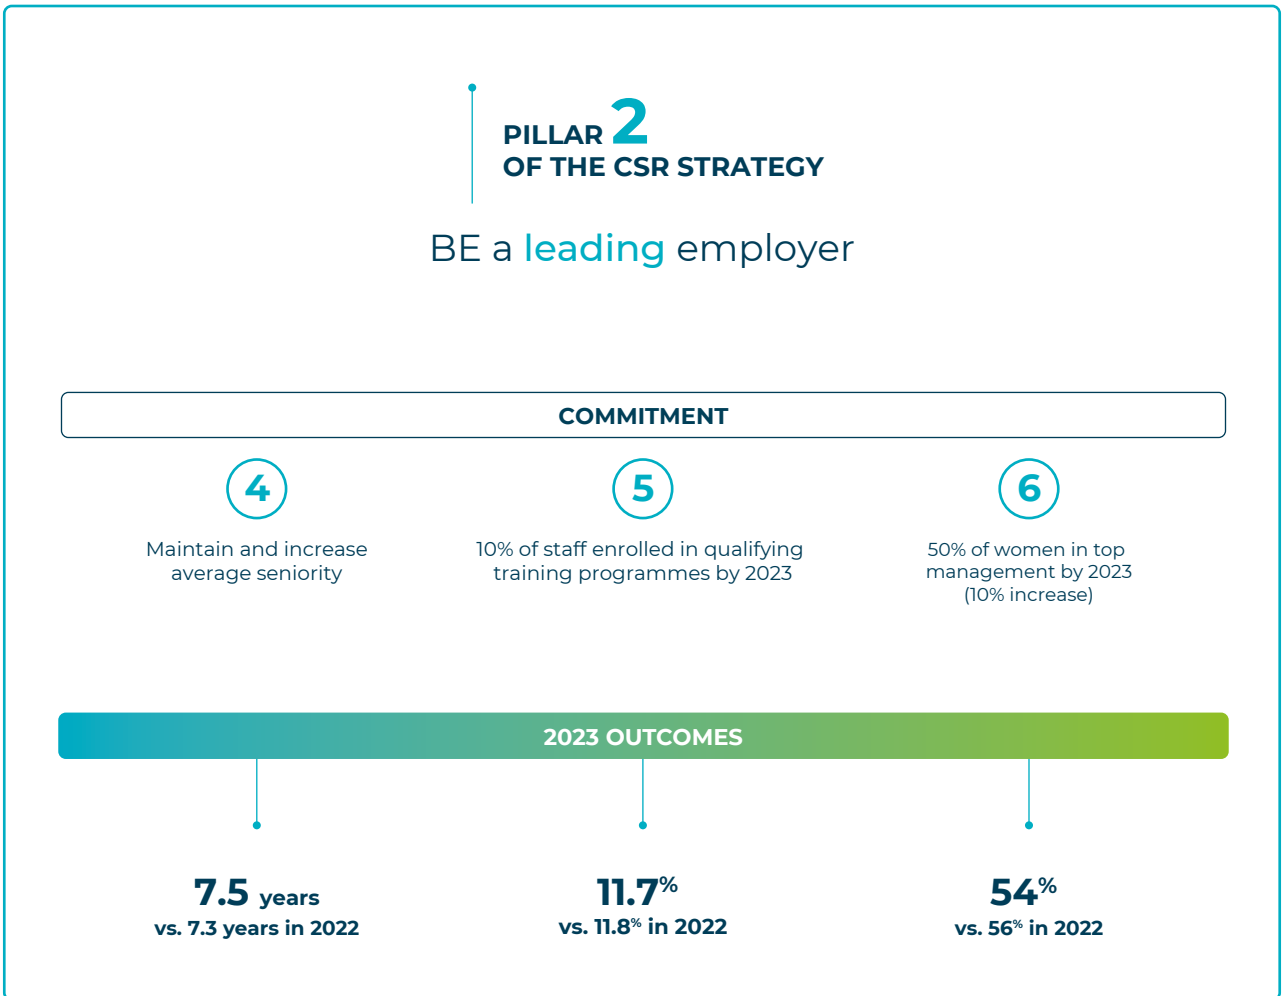 PILLAR 2
OF THE CSR STRATEGY
BE a leading employer
COMMITMENT
4
Maintain and increase
average seniority
5
10% of staff enrolled in qualifying
training programmes by 2023
6
50% of women in top
management by 2023
(10% increase)
2023 OUTCOMES
7.5 years
vs. 7.3 years in 2022
11.7%
vs. 11.8% in 2022
54%
vs. 56% in 2022